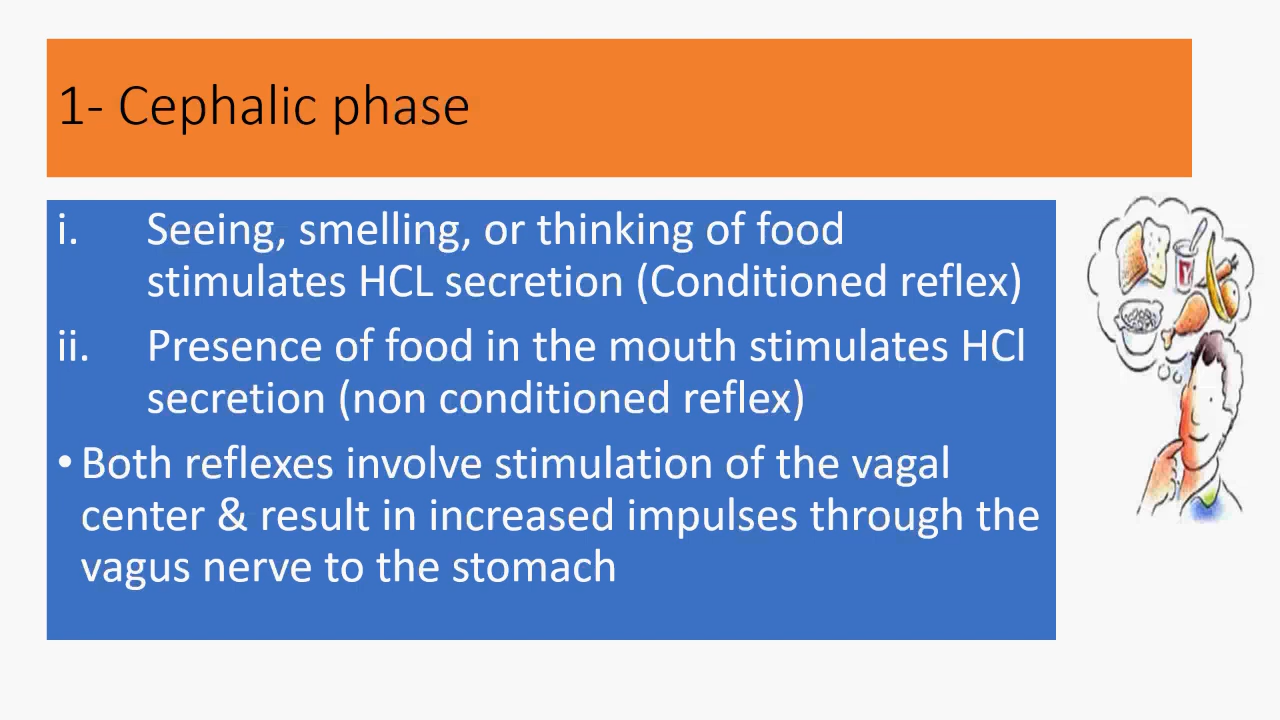 1- Cephalic phase
i. Seeing, smelling, or thinking of food
stimulates HCL secretion (Conditioned reflex)
ii. Presence of food in the mouth stimulates HCl
secretion (non conditioned reflex)
• Both reflexes involve stimulation of the vagal
center & result in increased impulses through the
vagus nerve to the stomach